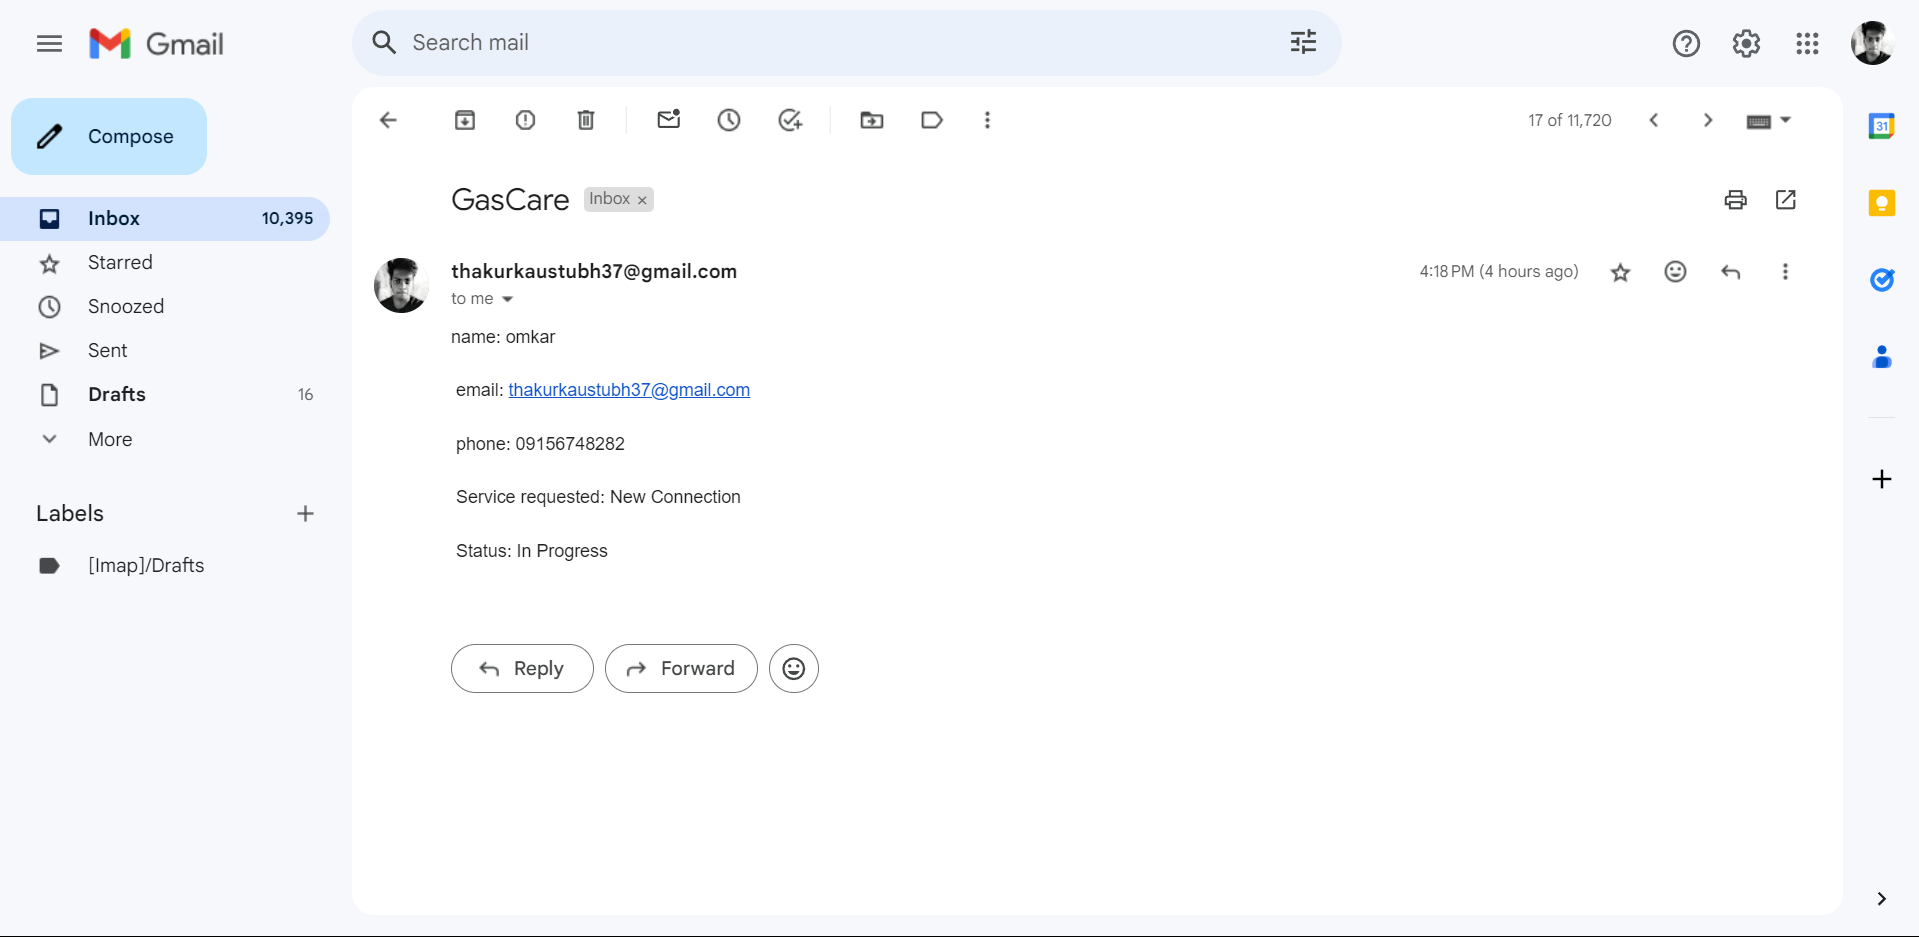 Gmail
Search mail
Compose
17 of 11,720
31
Inbox 10,395
Starred
Snoozed
Sent
Drafts 16
More
Labels
[Imap]/Drafts
GasCare Inbox ×
thakurkaustubh37@gmail.com 4:18 PM (4 hours ago)
to me
name: omkar
email: thakurkaustubh37@gmail.com
phone: 09156748282
Service requested: New Connection
Status: In Progress
Reply Forward